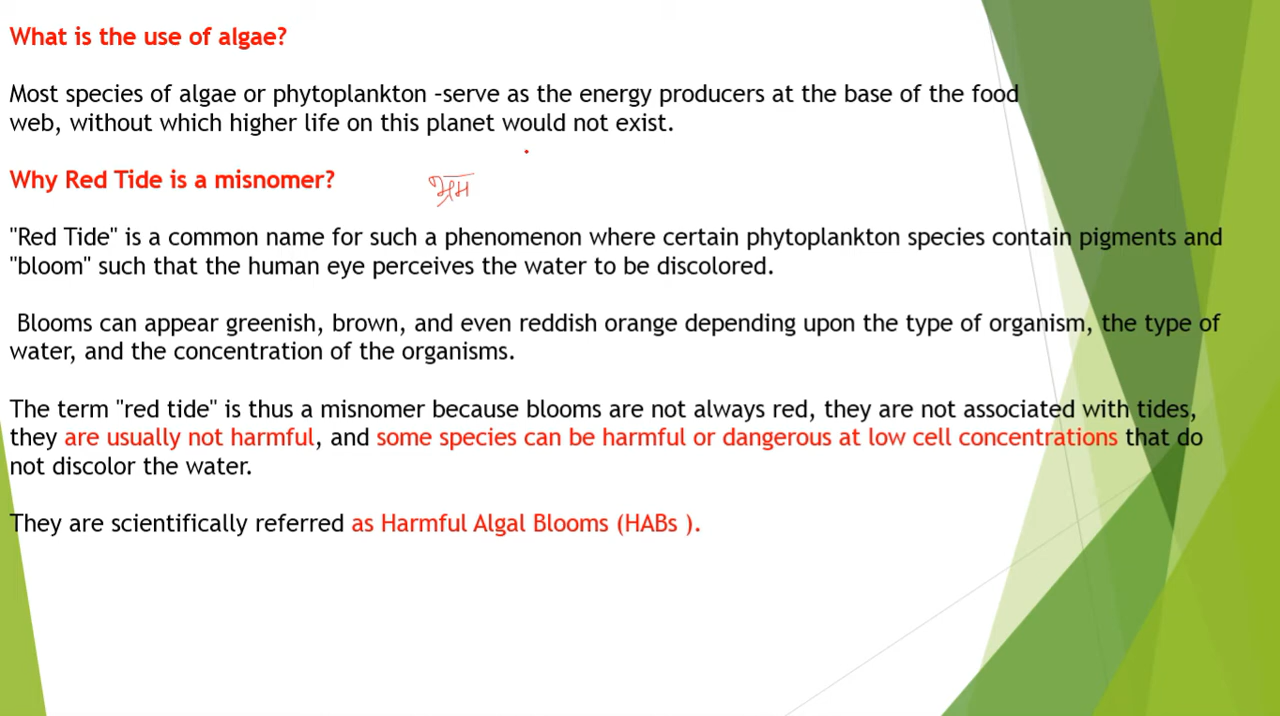 What is the use of algae?
Most species of algae or phytoplankton -serve as the energy producers at the base of the food
web, without which higher life on this planet would not exist.
Why Red Tide is a misnomer?
भ्रम
"Red Tide" is a common name for such a phenomenon where certain phytoplankton species contain pigments and
"bloom" such that the human eye perceives the water to be discolored.
Blooms can appear greenish, brown, and even reddish orange depending upon the type of organism, the type of
water, and the concentration of the organisms.
The term "red tide" is thus a misnomer because blooms are not always red, they are not associated with tides,
they are usually not harmful, and some species can be harmful or dangerous at low cell concentrations that do
not discolor the water.
They are scientifically referred as Harmful Algal Blooms (HABs ).